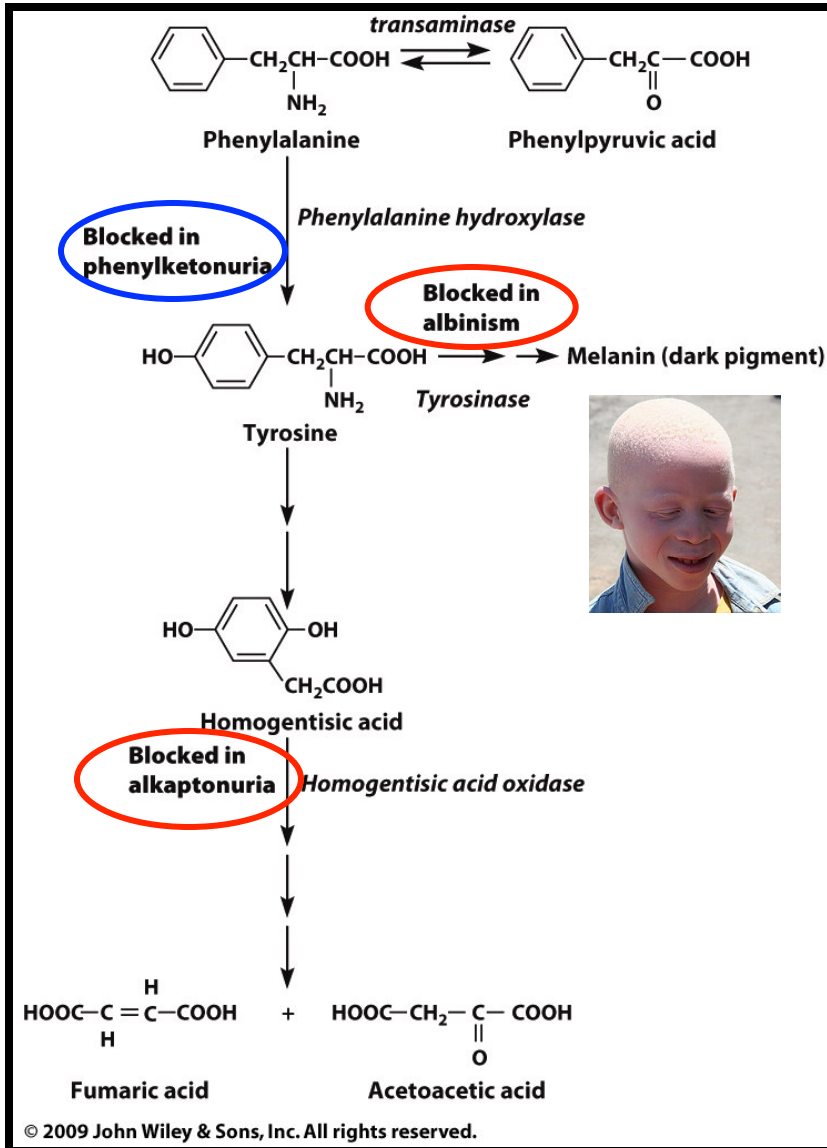 transaminase
CH2CH–COOH
NH2
CH2C–COOH
O
Phenylalanine
Phenylpyruvic acid
Phenylalanine hydroxylase
Blocked in
phenylketonuria
Blocked in
albinism
HO
CH2CH–COOH
NH2
Melanin (dark pigment)
Tyrosinase
Tyrosine
HO
OH
CH2COOH
Homogentisic acid
Blocked in
alkaptonuria
Homogentisic acid oxidase
H
HOOC–C=C–COOH
H
+
HOOC–CH2–C–COOH
O
Fumaric acid
Acetoacetic acid
© 2009 John Wiley & Sons, Inc. All rights reserved.